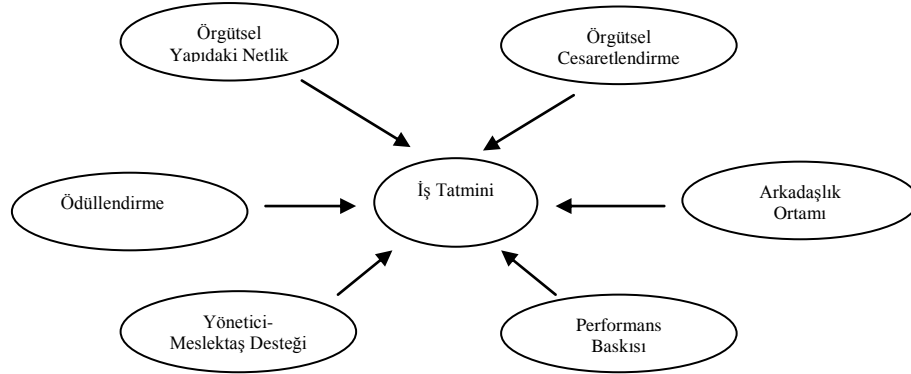 Örgütsel
Yapıdaki Netlik
Örgütsel
Cesaretlendirme
Ödüllendirme
İş Tatmini
Arkadaşlık
Ortamı
Yönetici-
Meslektaş Desteği
Performans
Baskısı